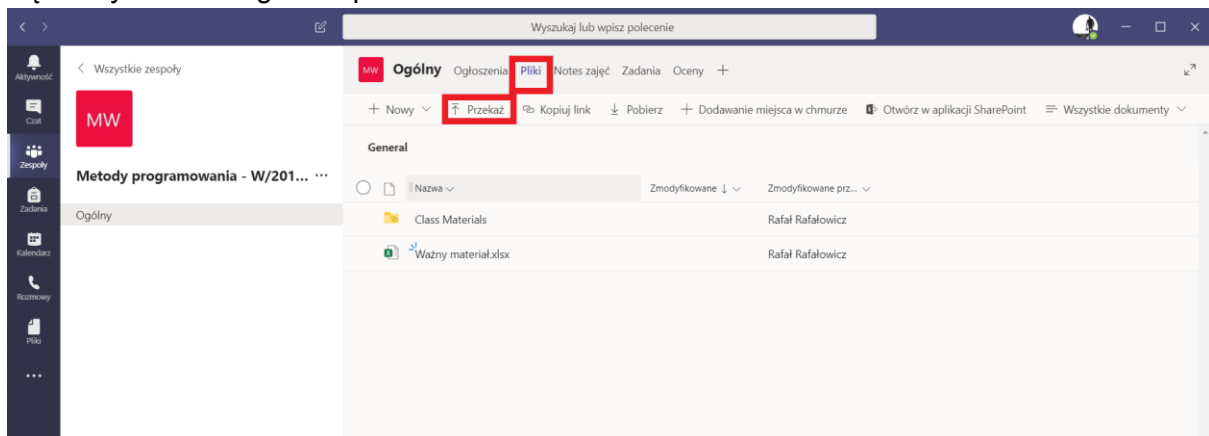 Wyszukaj lub wpisz polecenie
Aktywność
Czat
Zespoły
Zadania
Kalendarz
Rozmowy
Pliki
Wszystkie zespoły
MW
Metody programowania - W/201... ...
Ogólny
MW Ogólny Ogłoszenia Pliki Notes zajęć Zadania Oceny +
+ Nowy Przekaż Kopiuj link Pobierz + Dodawanie miejsca w chmurze Otwórz w aplikacji SharePoint Wszystkie dokumenty
General
Nazwa Zmodyfikowane ↓ Zmodyfikowane prz...
Class Materials Rafał Rafałowicz
Ważny materiał.xlsx Rafał Rafałowicz